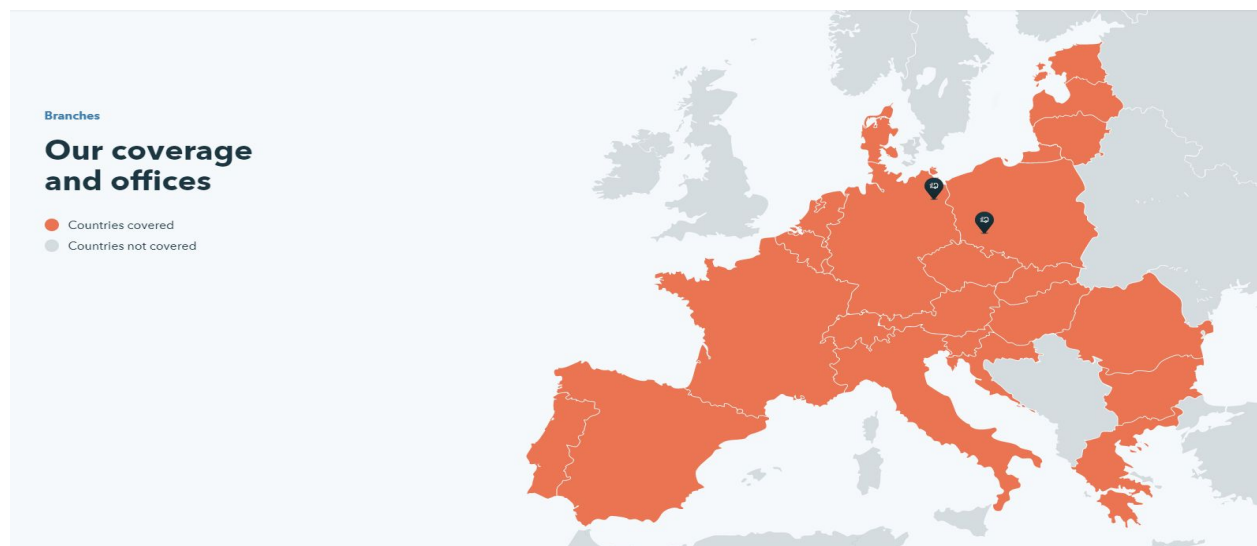 Branches
Our coverage
and offices
Countries covered
Countries not covered